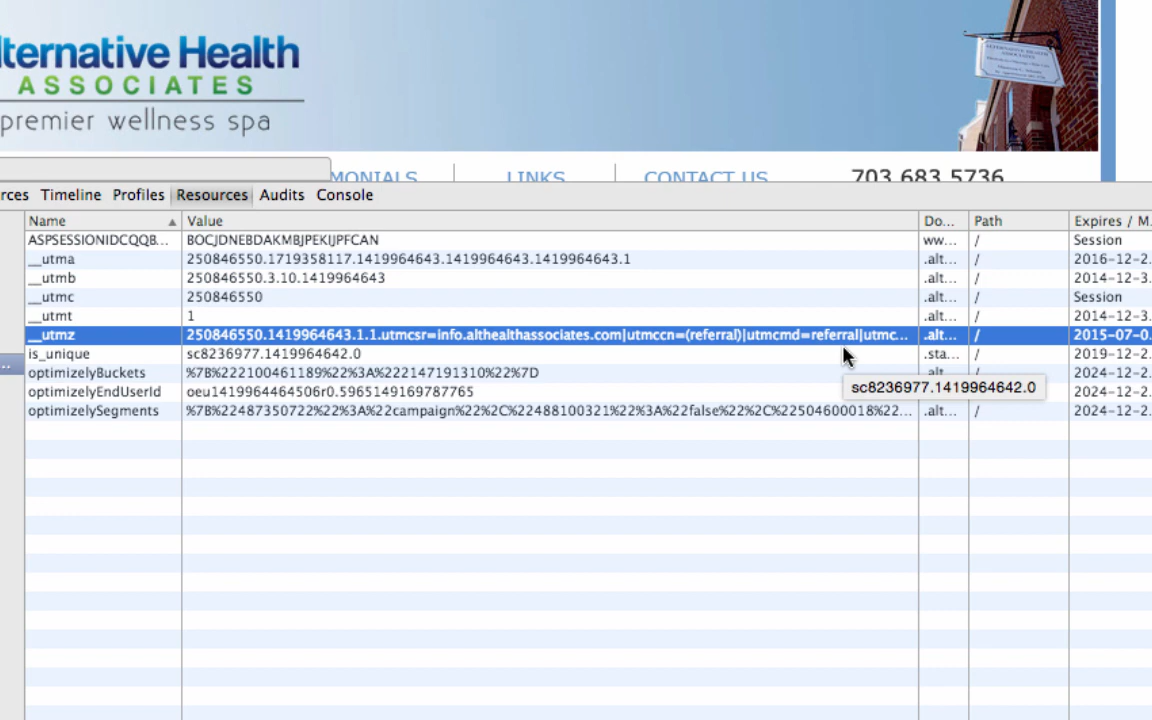 lternative Health
ASSOCIATES
premier wellness spa
MONIALS LINKS CONTACT US 703 683 5736
rces Timeline Profiles Resources Audits Console
Name Value Do... Path Expires / M.
ASPSESSIONIDCQQB... BOCJDNEBDAKMBJPEKIJPFCAN ww... / Session
__utma 250846550.1719358117.1419964643.1419964643.1419964643.1 .alt... / 2016-12-2.
__utmb 250846550.3.10.1419964643 .alt... / 2014-12-3.
__utmc 250846550 .alt... / Session
__utmt 1 .alt... / 2014-12-3.
__utmz 250846550.1419964643.1.1.utmcsr=info.althealthassociates.com|utmccn=(referral)|utmcmd=referral|utmc... .alt... / 2015-07-0.
is_unique sc8236977.1419964642.0 .sta... / 2019-12-2.
optimizelyBuckets %7B%222100461189%22%3A%222147191310%22%7D .alt... / 2024-12-2.
optimizelyEndUserId oeu1419964464506r0.5965149169787765 2024-12-2.
sc8236977.1419964642.0
optimizelySegments %7B%22487350722%22%3A%22campaign%22%2C%22488100321%22%3A%22false%22%2C%22504600018%22... .alt... / 2024-12-2.